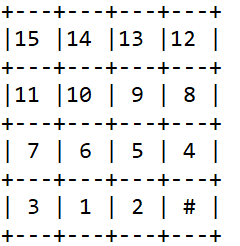 +---+---+---+---+
|15 |14 |13 |12 |
+---+---+---+---+
|11 |10 | 9 | 8 |
+---+---+---+---+
| 7 | 6 | 5 | 4 |
+---+---+---+---+
| 3 | 1 | 2 | # |
+---+---+---+---+